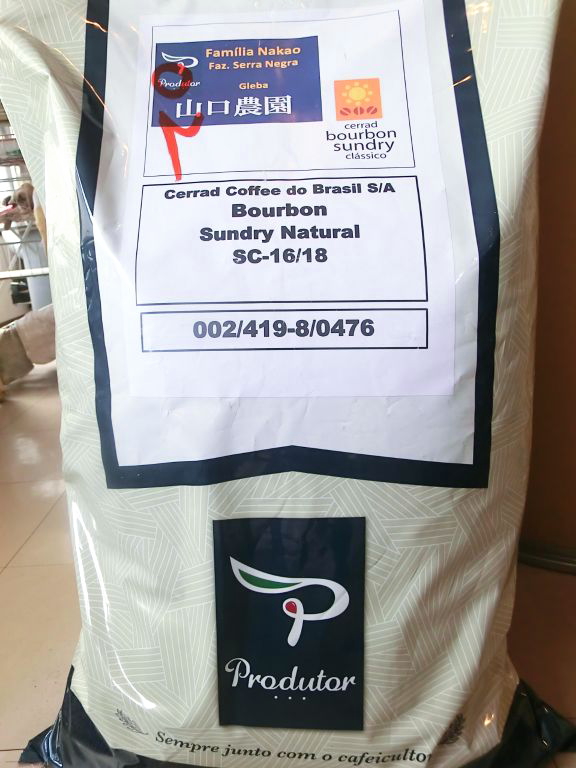 Família Nakao
Faz. Serra Negra
Produtor
Gleba
山口農園
cerrad
bourbon
sundry
clássico
Cerrad Coffee do Brasil S/A
Bourbon
Sundry Natural
SC-16/18
002/419-8/0476
Produtor
Sempre junto com o cafeicultor